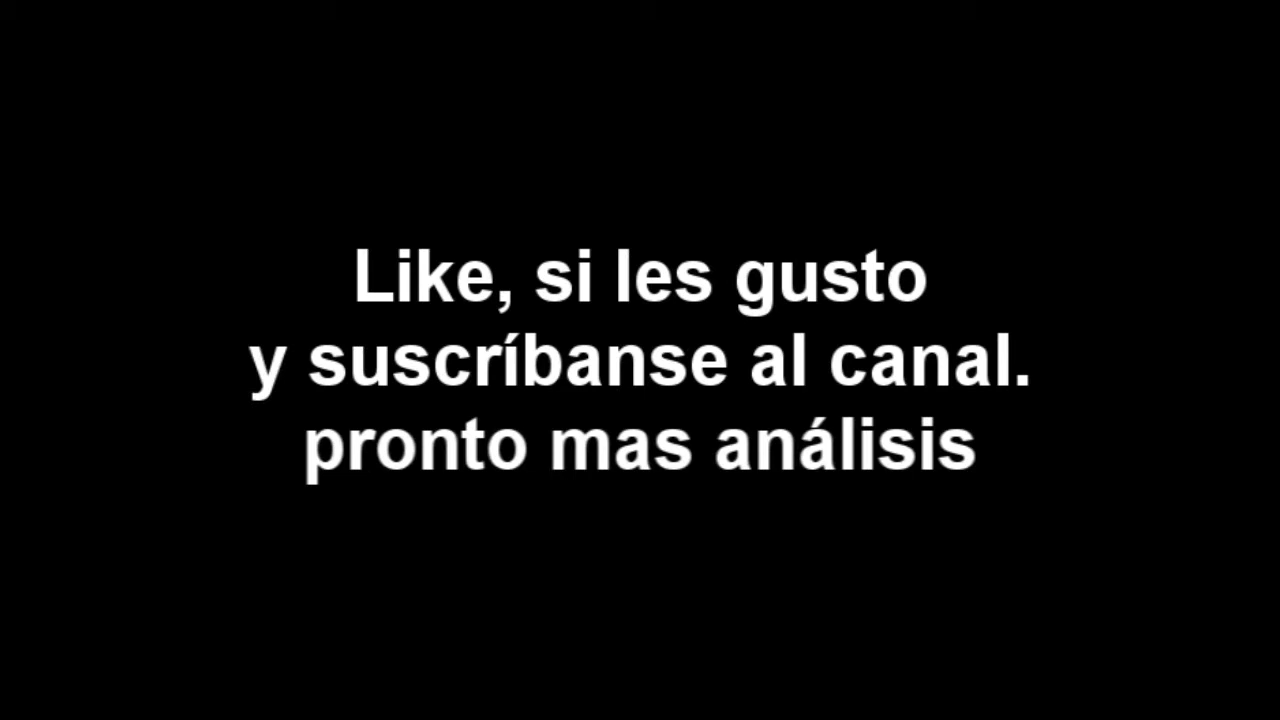 Like, si les gusto
y suscríbanse al canal.
pronto mas análisis